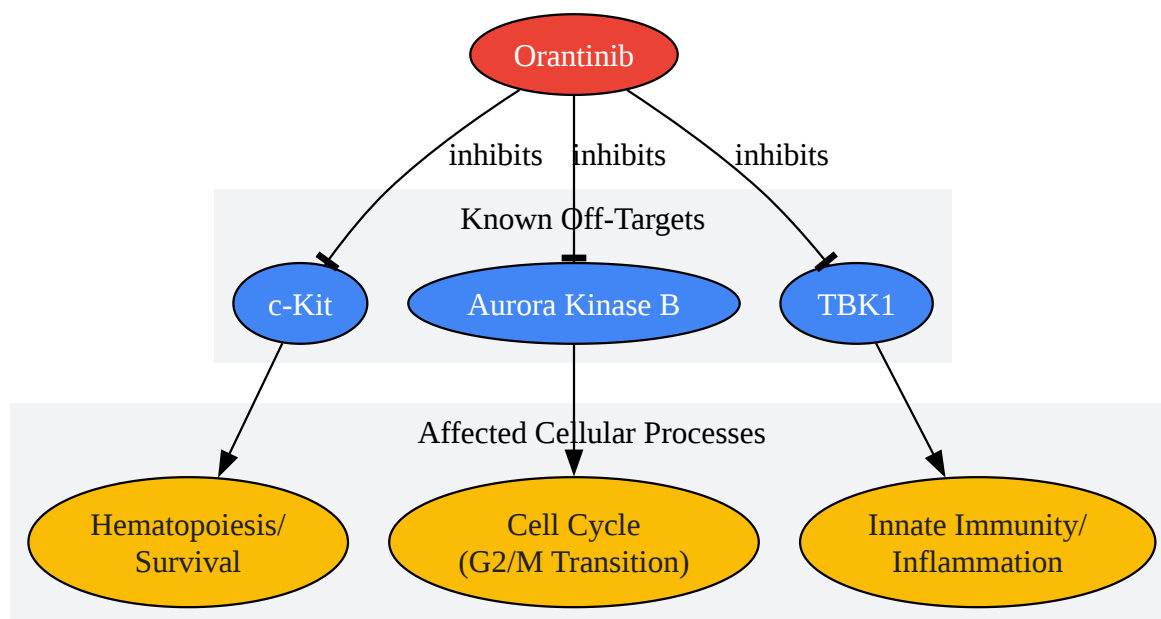 Orantinib
inhibits
inhibits
inhibits
Known Off-Targets
c-Kit
Aurora Kinase B
TBK1
Affected Cellular Processes
Hematopoiesis/
Survival
Cell Cycle
(G2/M Transition)
Innate Immunity/
Inflammation